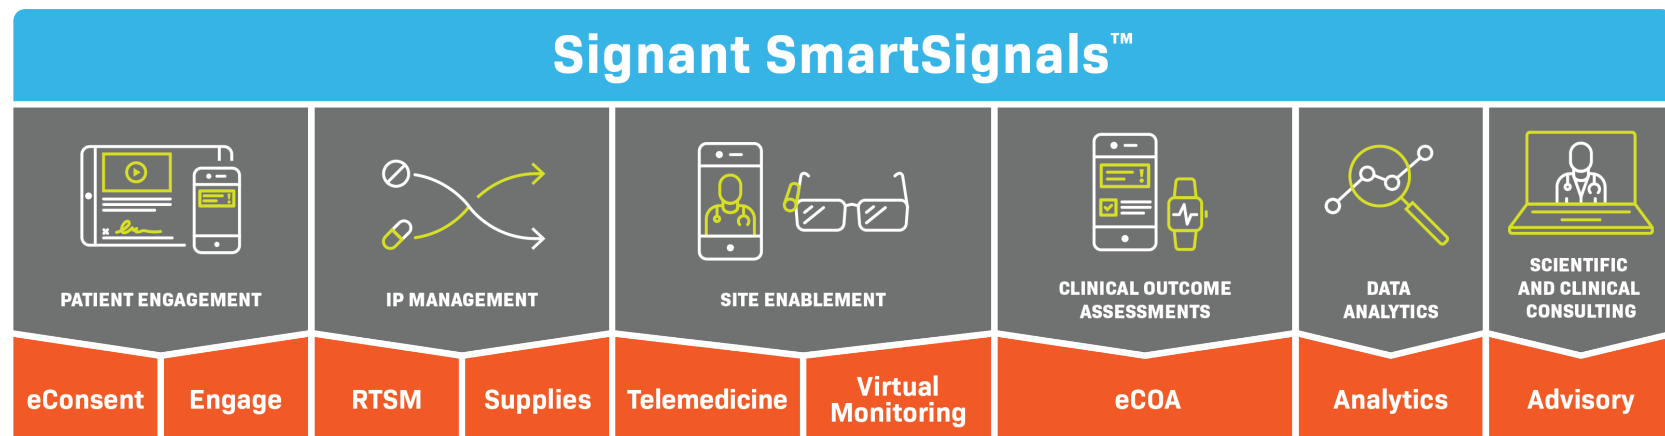 Signant SmartSignals™
PATIENT ENGAGEMENT
IP MANAGEMENT
SITE ENABLEMENT
CLINICAL OUTCOME
ASSESSMENTS
DATA
ANALYTICS
SCIENTIFIC
AND CLINICAL
CONSULTING
eConsent
Engage
RTSM
Supplies
Telemedicine
Virtual
Monitoring
eCOA
Analytics
Advisory